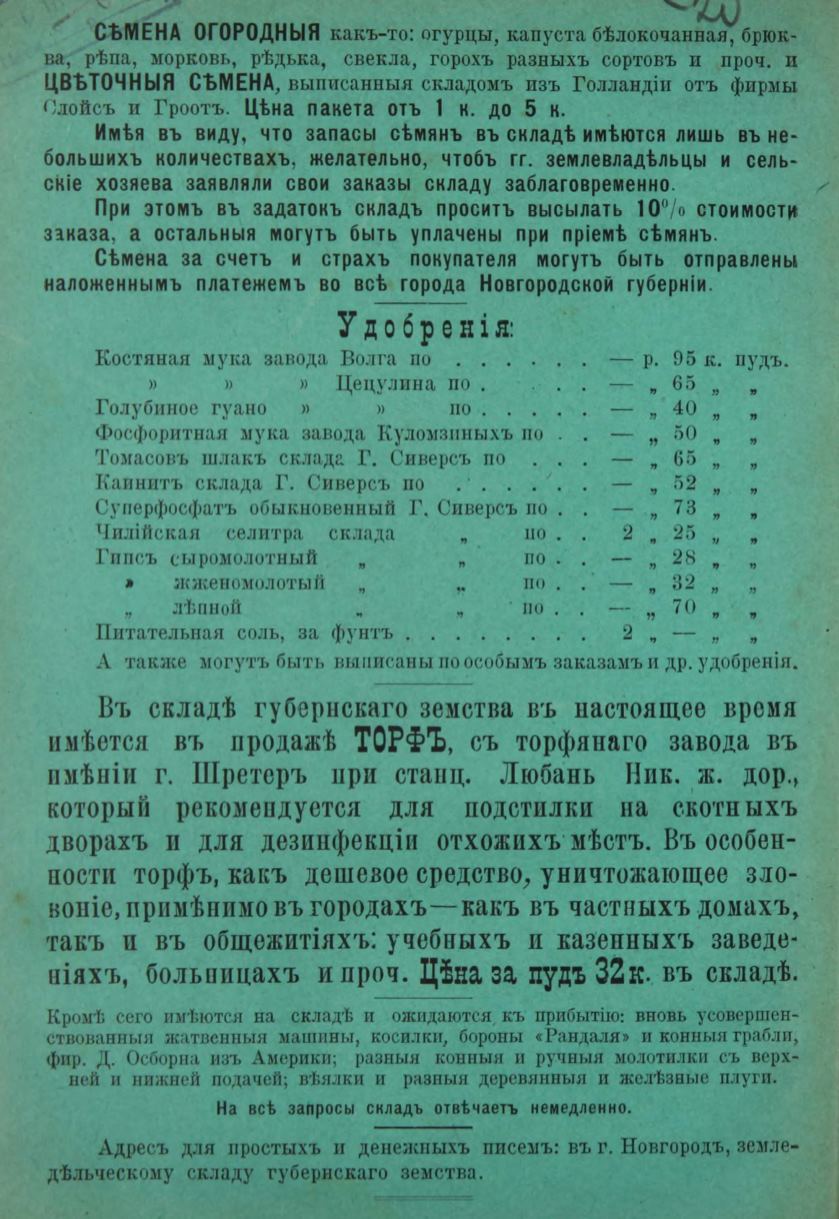 20
СѢМЕНА ОГОРОДНЫЯ какъ-то: огурцы, капуста бѣлокочанная, брюк-
ва, рѣпа, морковь, рѣдька, свекла, горохъ разныхъ сортовъ и проч. и
ЦВѢТОЧНЫЯ СѢМЕНА, выписанныя складомъ изъ Голландіи отъ фирмы
Слойсъ и Гроотъ. Цѣна пакета отъ 1 к. до 5 к.
Имѣя въ виду, что запасы сѣмянъ въ складѣ имѣются лишь въ не-
большихъ количествахъ, желательно, чтобъ гг. землевладѣльцы и сель-
скіе хозяева заявляли свои заказы складу заблаговременно.
При этомъ въ задатокъ складъ проситъ высылать 10% стоимости
заказа, а остальныя могутъ быть уплачены при пріемѣ сѣмянъ.
Сѣмена за счетъ и страхъ покупателя могутъ быть отправлены
наложеннымъ платежемъ во всѣ города Новгородской губерніи.
Удобренія:
Костяная мука завода Волга по . . . . . . — р. 95 к. пудъ.
» » » Цецулина по . . . . — „ 65 „ „
Голубиное гуано » » по . . . . . — „ 40 „ „
Фосфоритная мука завода Куломзиныхъ по . . — „ 50 „ „
Томасовъ шлакъ склада Г. Сиверсъ по . . . — „ 65 „ „
Каинитъ склада Г. Сиверсъ по . . . . . . — „ 52 „ „
Суперфосфатъ обыкновенный Г. Сиверсъ по . . — „ 73 „ „
Чилійская селитра склада „ по . . 2 „ 25 „ „
Гипсъ сыромолотный „ „ по . . — „ 28 „ „
„ жженомолотый „ „ по . . — „ 32 „ „
„ лѣпной „ „ по . . — „ 70 „ „
Питательная соль, за фунтъ . . . . . . . . . 2 „ — „ „
А также могутъ быть выписаны по особымъ заказамъ и др. удобренія.
Въ складѣ губернскаго земства въ настоящее время
имѣется въ продажѣ ТОРФЪ, съ торфянаго завода въ
имѣніи г. Шретеръ при станц. Любань Ник. ж. дор.,
который рекомендуется для подстилки на скотныхъ
дворахъ и для дезинфекціи отхожихъ мѣстъ. Въ особен-
ности торфъ, какъ дешевое средство, уничтожающее зло-
воніе, примѣнимо въ городахъ—какъ въ частныхъ домахъ,
такъ и въ общежитіяхъ: учебныхъ и казенныхъ заведе-
ніяхъ, больницахъ и проч. Цѣна за пудъ 32 к. въ складѣ.
Кромѣ сего имѣются на складѣ и ожидаются къ прибытію: вновь усовершен-
ствованныя жатвенныя машины, косилки, бороны «Рандаля» и конныя грабли,
фир. Д. Осборна изъ Америки; разныя конныя и ручныя молотилки съ верх-
ней и нижней подачей; вѣялки и разныя деревянныя и желѣзные плуги.
На всѣ запросы складъ отвѣчаетъ немедленно.
Адресъ для простыхъ и денежныхъ писемъ: въ г. Новгородъ, земле-
дѣльческому складу губернскаго земства.